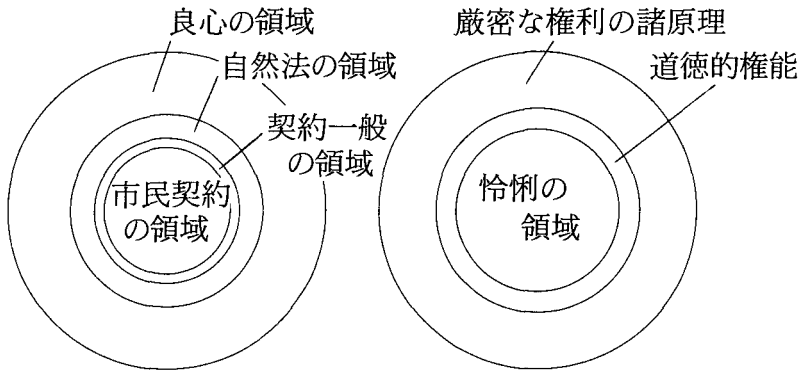 良心の領域
自然法の領域
契約一般
の領域
市民契約
の領域
厳密な権利の諸原理
道徳的権能
怜悧の
領域